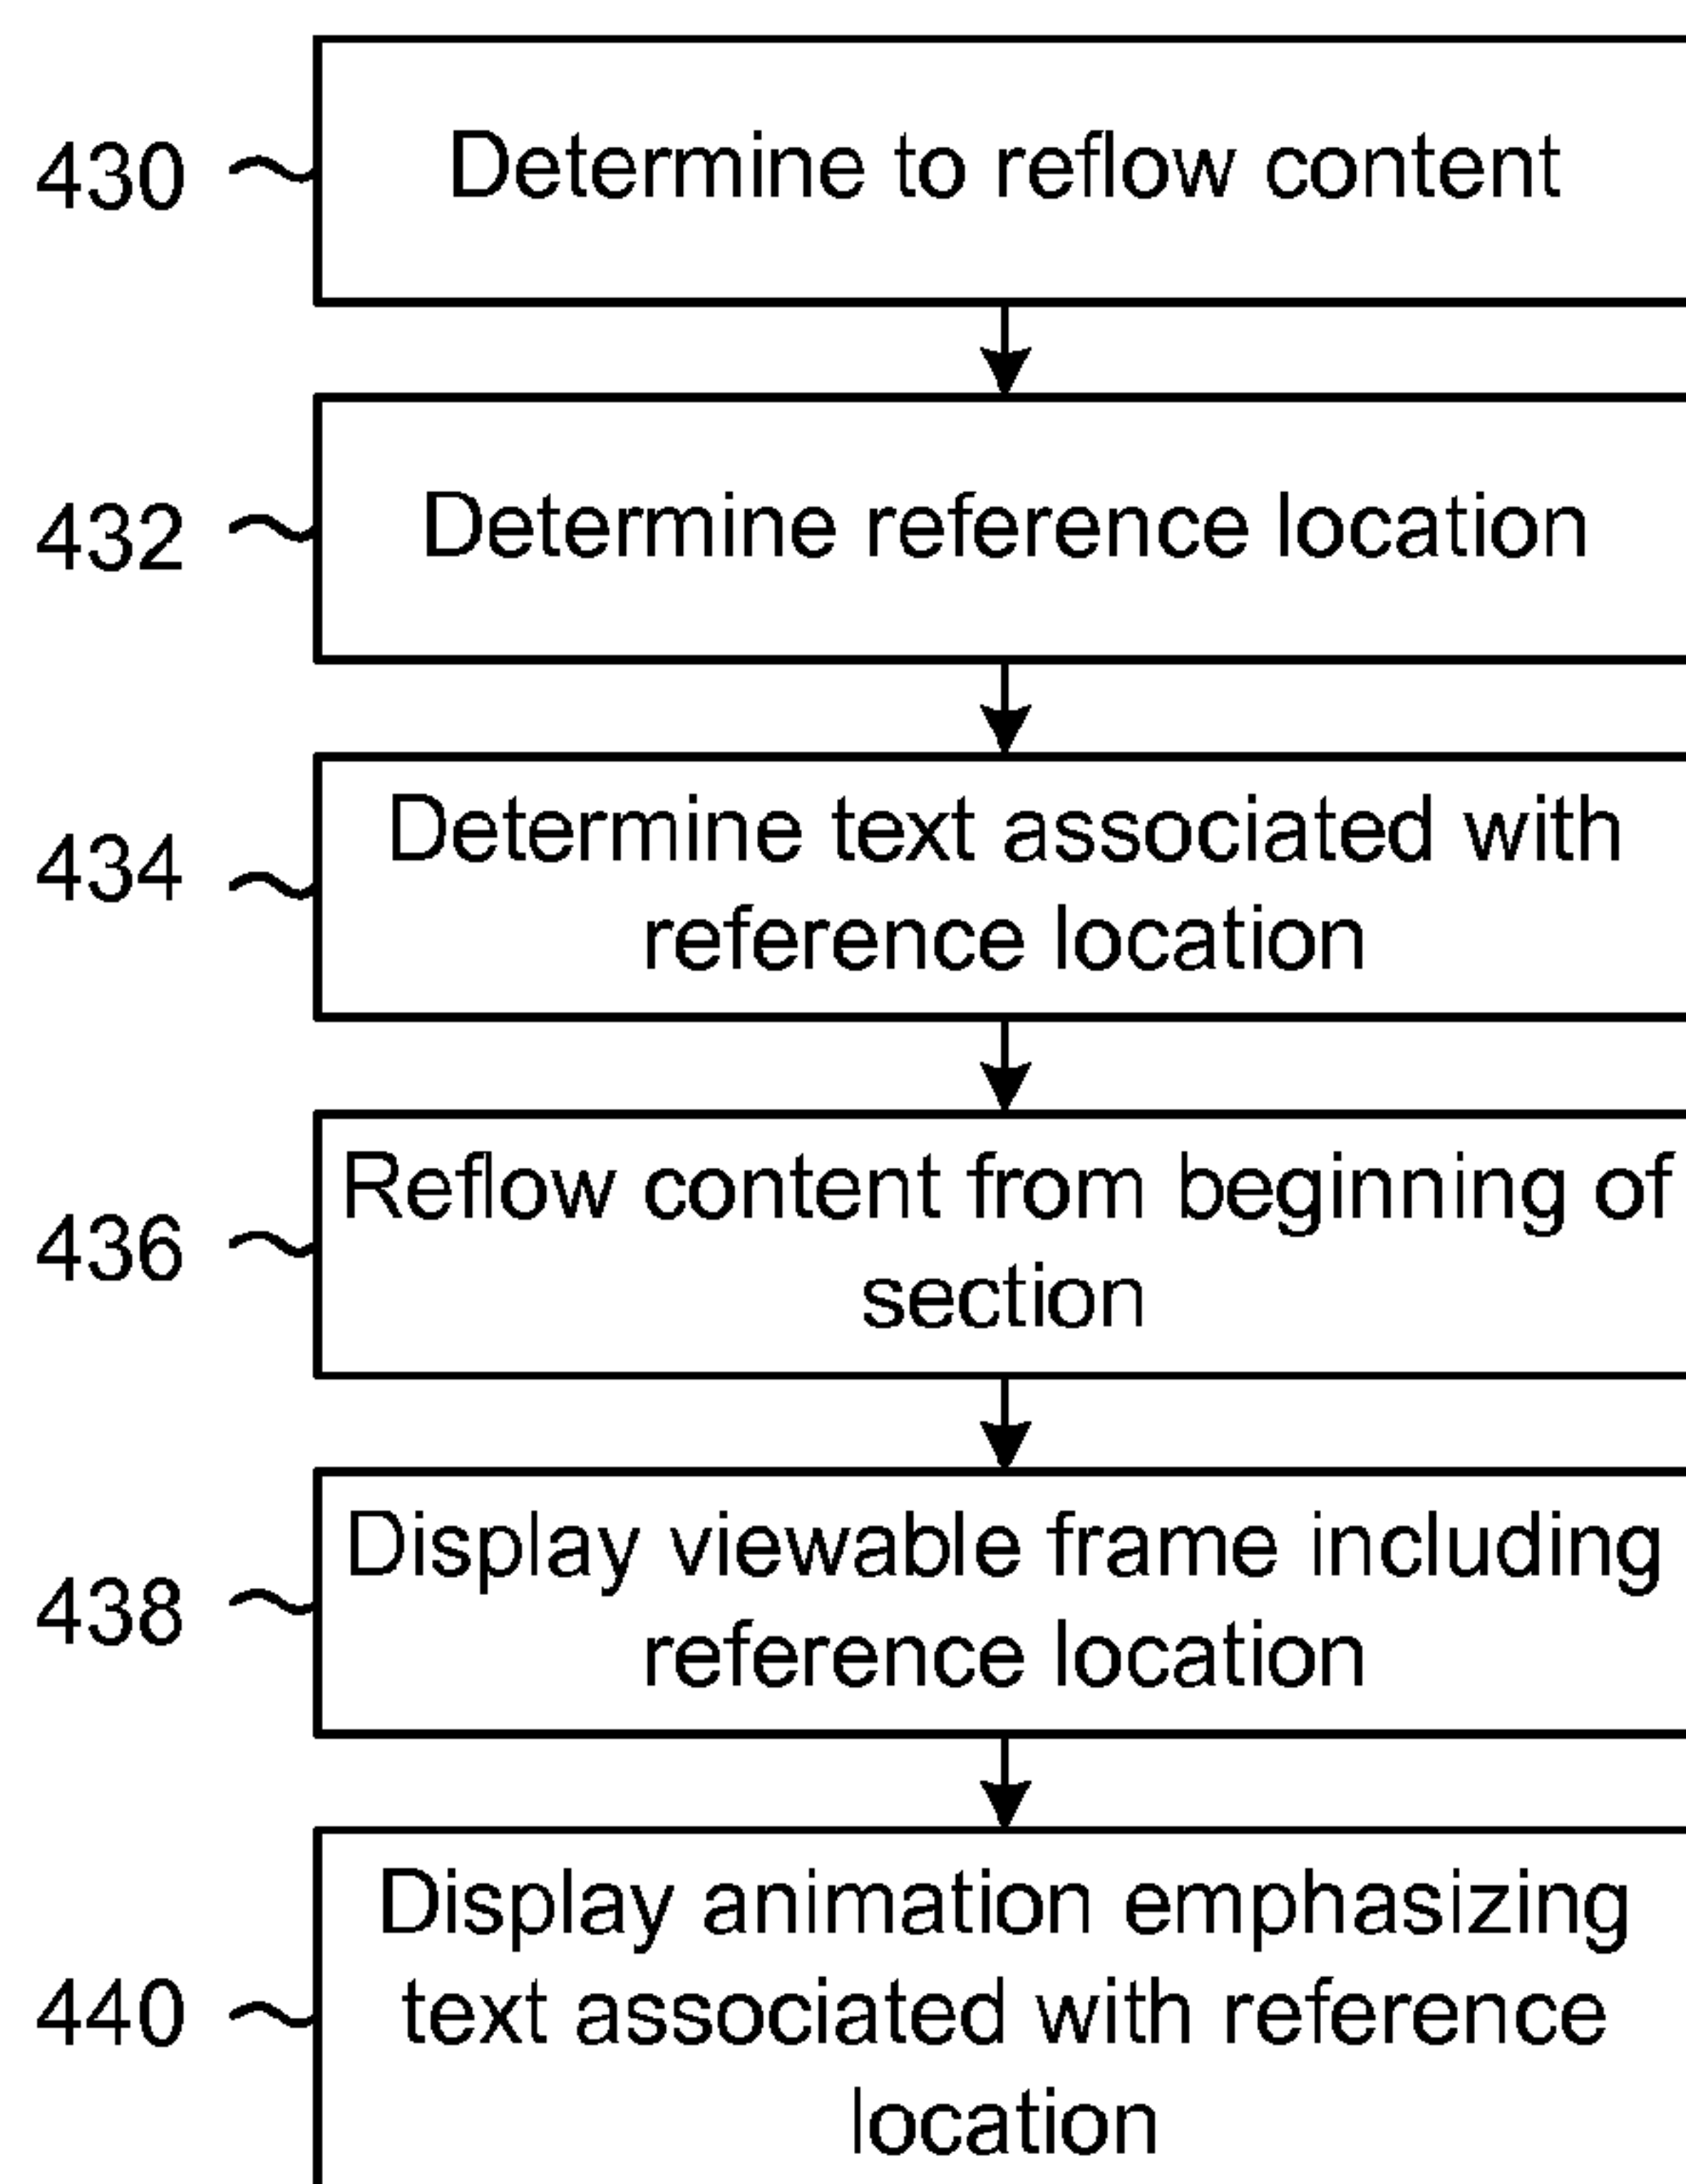 430
Determine to reflow content
432
Determine reference location
434
Determine text associated with
reference location
436
Reflow content from beginning of
section
438
Display viewable frame including
reference location
440
Display animation emphasizing
text associated with reference
location